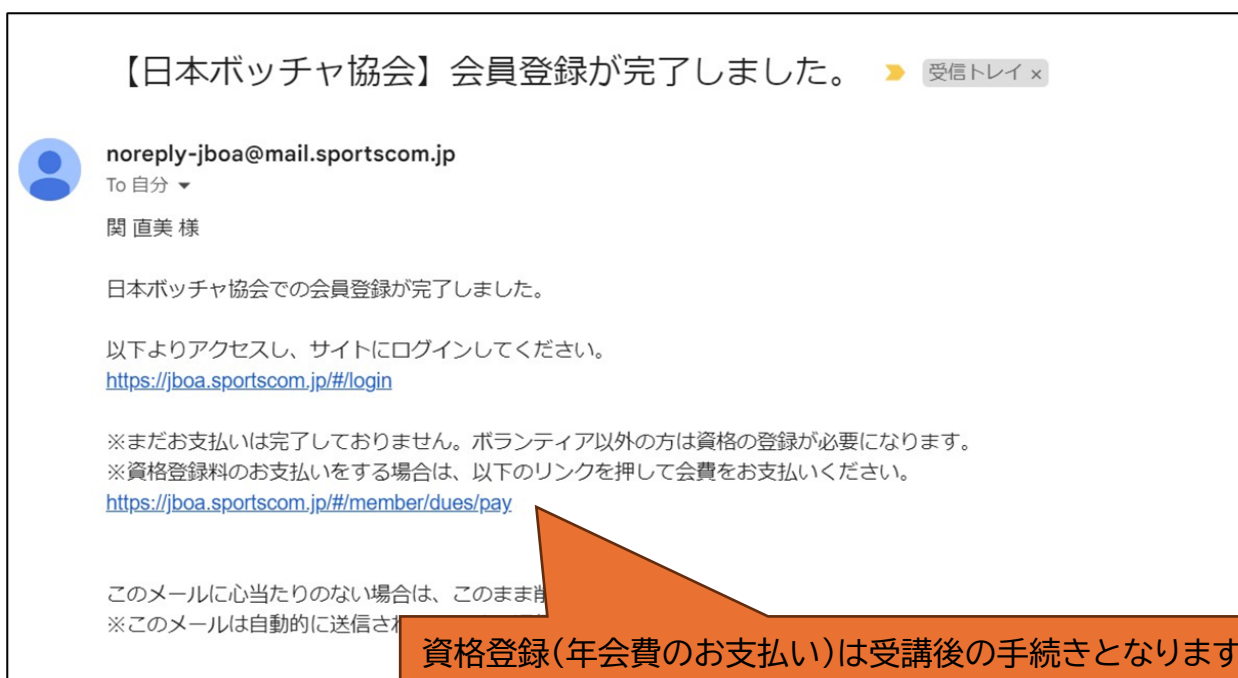 【日本ボッチャ協会】会員登録が完了しました。 受信トレイ ×
noreply-jboa@mail.sportscom.jp
To 自分
関 直美 様
日本ボッチャ協会での会員登録が完了しました。
以下よりアクセスし、サイトにログインしてください。
https://jboa.sportscom.jp/#/login
※まだお支払いは完了しておりません。ボランティア以外の方は資格の登録が必要になります。
※資格登録料のお支払いをする場合は、以下のリンクを押して会費をお支払いください。
https://jboa.sportscom.jp/#/member/dues/pay
このメールに心当たりのない場合は、このまま削
※このメールは自動的に送信され
資格登録(年会費のお支払い)は受講後の手続きとなります